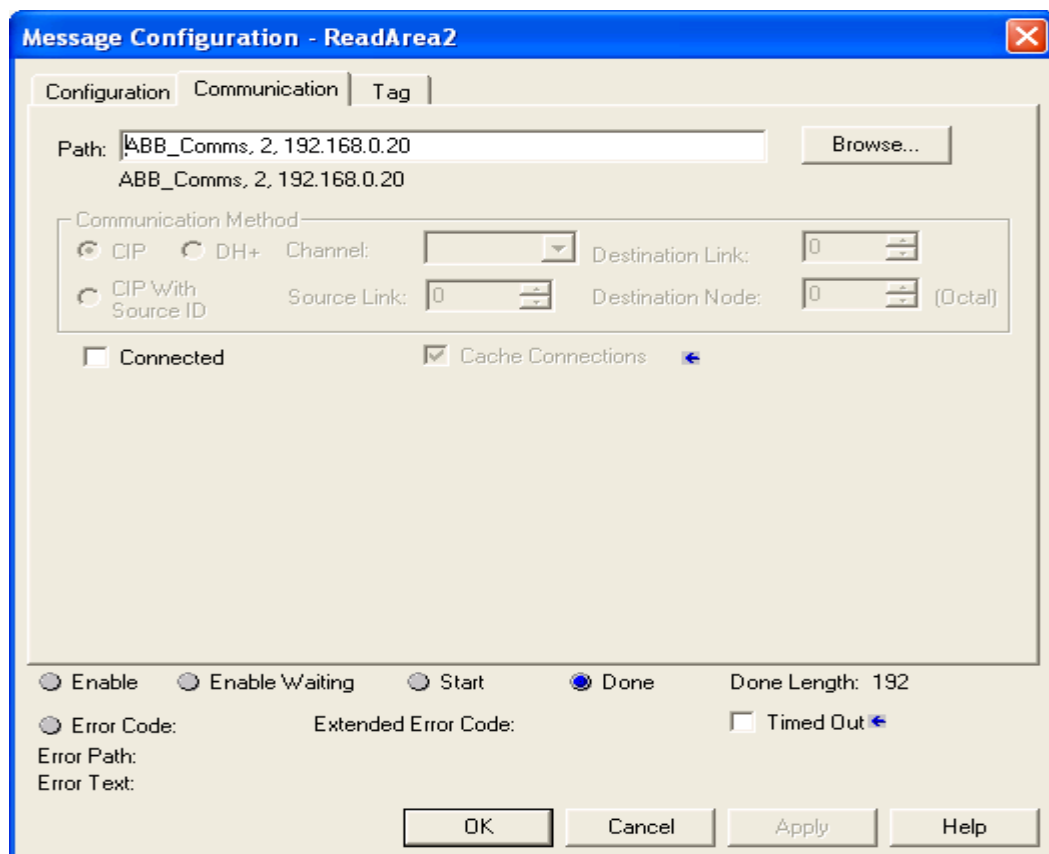 Message Configuration - ReadArea2
Configuration Communication Tag
Path: ABB_Comms, 2, 192.168.0.20 Browse...
ABB_Comms, 2, 192.168.0.20
Communication Method
CIP DH+ Channel: Destination Link: 0
CIP With Source ID Source Link: 0 Destination Node: 0 (Octal)
Connected Cache Connections
Enable Enable Waiting Start Done Done Length: 192
Error Code: Extended Error Code: Timed Out
Error Path:
Error Text:
OK Cancel Apply Help